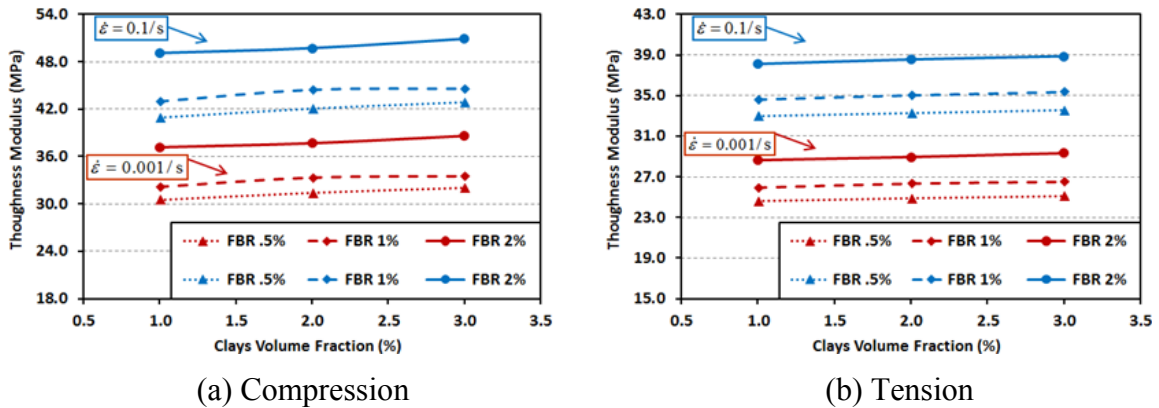 Thoughness Modulus (MPa)
54.0
48.0
42.0
36.0
30.0
24.0
18.0
ε̇ = 0.1/s
ε̇ = 0.001/s
FBR .5% FBR 1% FBR 2%
FBR .5% FBR 1% FBR 2%
0.5 1.0 1.5 2.0 2.5 3.0 3.5
Clays Volume Fraction (%)
(a) Compression
Thoughness Modulus (MPa)
43.0
39.0
35.0
31.0
27.0
23.0
19.0
15.0
ε̇ = 0.1/s
ε̇ = 0.001/s
FBR .5% FBR 1% FBR 2%
FBR .5% FBR 1% FBR 2%
0.5 1.0 1.5 2.0 2.5 3.0 3.5
Clays Volume Fraction (%)
(b) Tension